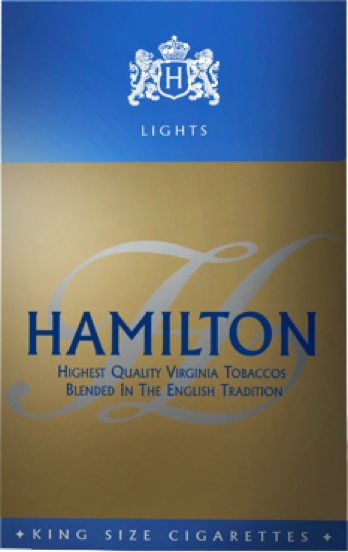 H
LIGHTS
H
HAMILTON
HIGHEST QUALITY VIRGINIA TOBACCOS
BLENDED IN THE ENGLISH TRADITION
KING SIZE CIGARETTES